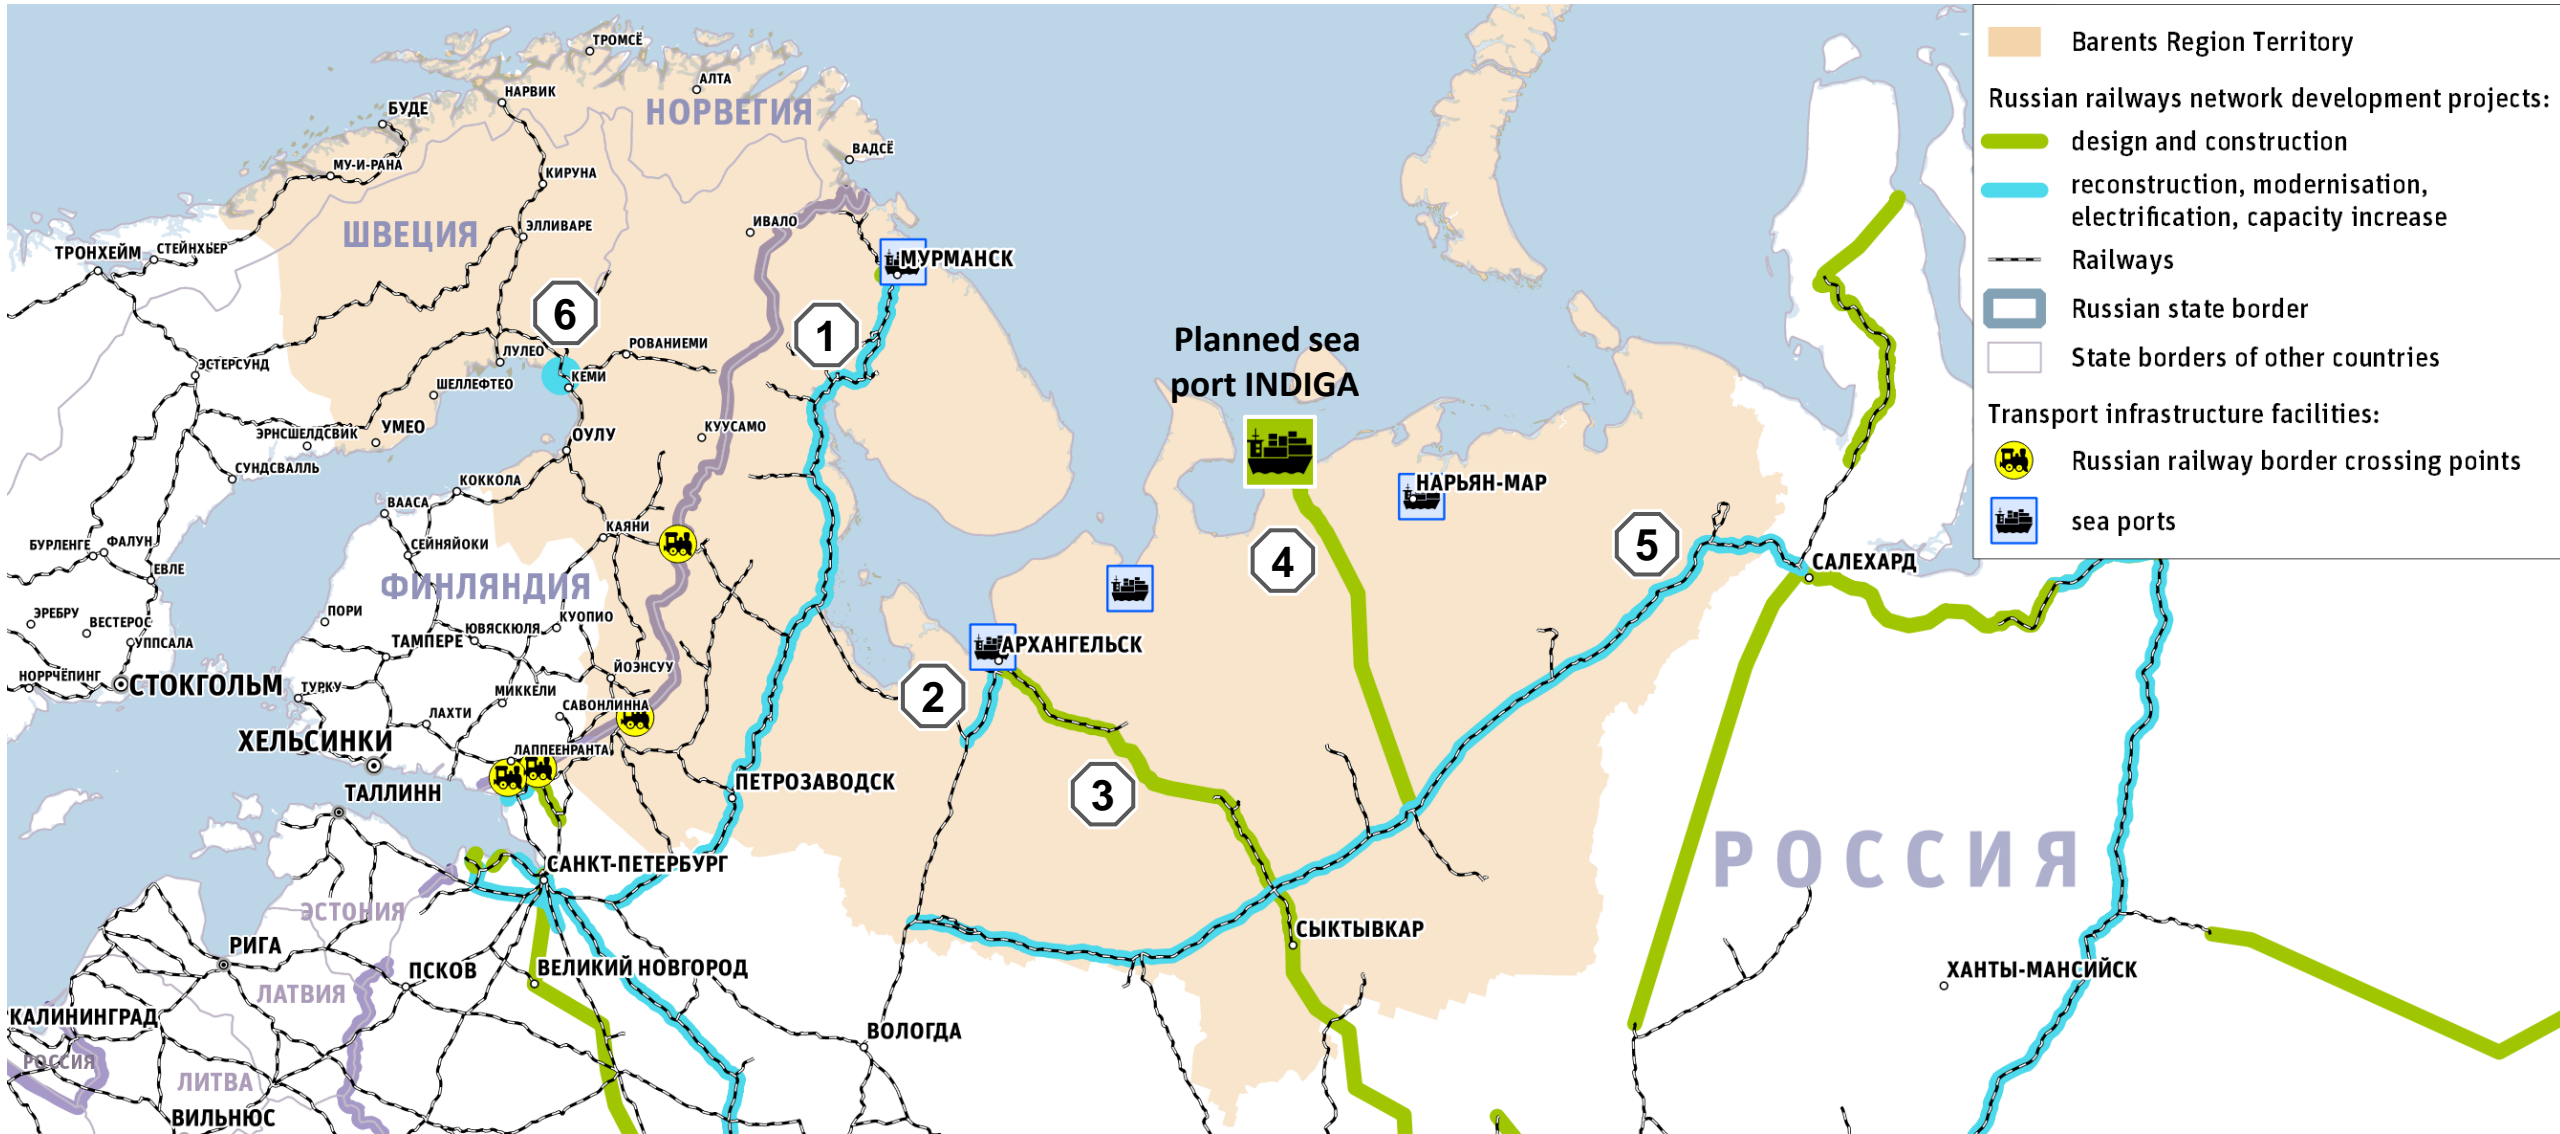 ТРОМСЁ
АЛТА
НАРВИК
БУДЕ
НОРВЕГИЯ
ВАДСЁ
МУ-И-РАНА
КИРУНА
ШВЕЦИЯ
ЭЛЛИВАРЕ
ИВАЛО
ТРОНХЕЙМ
СТЕЙНХЬЕР
МУРМАНСК
6
1
ЛУЛЕО
РОВАНИЕМИ
ЭСТЕРСУНД
ШЕЛЛЕФТЕО
КЕМИ
Planned sea
port INDIGA
ЭРНСШЕЛДСВИК
УМЕО
ОУЛУ
КУУСАМО
СУНДСВАЛЛЬ
КОККОЛА
ВААСА
НАРЬЯН-МАР
КАЯНИ
БУРЛЕНГЕ
ФАЛУН
СЕЙНЯЙОКИ
ЕВЛЕ
4
5
САЛЕХАРД
ФИНЛЯНДИЯ
ЭРЕБРУ
ВЕСТЕРОС
ПОРИ
КУОПИО
УППСАЛА
ТАМПЕРЕ
ЮВЯСКЮЛЯ
АРХАНГЕЛЬСК
НОРРЧЁПИНГ
СТОКГОЛЬМ
ТУРКУ
МИККЕЛИ
ЙОЭНСУУ
2
ЛАХТИ
САВОНЛИННА
ХЕЛЬСИНКИ
ЛАППЕЕНРАНТА
ТАЛЛИНН
ПЕТРОЗАВОДСК
3
САНКТ-ПЕТЕРБУРГ
РОССИЯ
ЭСТОНИЯ
СЫКТЫВКАР
РИГА
ПСКОВ
ВЕЛИКИЙ НОВГОРОД
ХАНТЫ-МАНСИЙСК
ЛАТВИЯ
КАЛИНИНГРАД
ВОЛОГДА
РОССИЯ
ЛИТВА
ВИЛЬНЮС
Barents Region Territory
Russian railways network development projects:
design and construction
reconstruction, modernisation,
electrification, capacity increase
Railways
Russian state border
State borders of other countries
Transport infrastructure facilities:
Russian railway border crossing points
sea ports